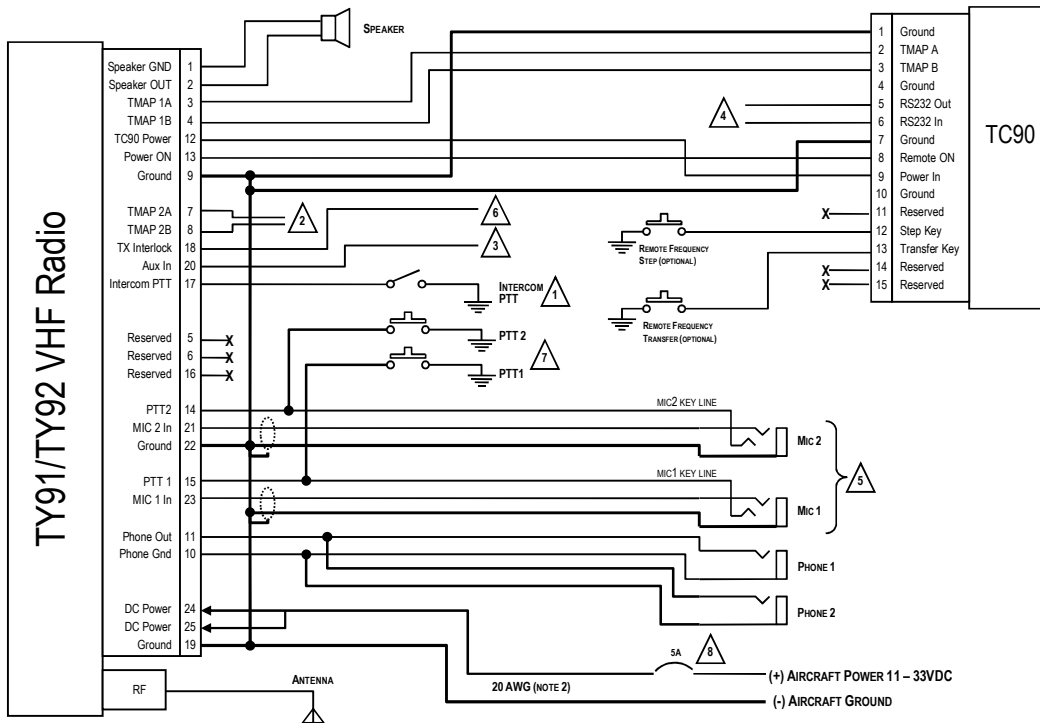 TY91/TY92 VHF Radio
Speaker GND 1
Speaker OUT 2
TMAP 1A 3
TMAP 1B 4
TC90 Power 12
Power ON 13
Ground 9
TMAP 2A 7
TMAP 2B 8
TX Interlock 18
Aux In 20
Intercom PTT 17
Reserved 5 X
Reserved 6 X
Reserved 16 X
PTT2 14
MIC 2 In 21
Ground 22
PTT 1 15
MIC 1 In 23
Phone Out 11
Phone Gnd 10
DC Power 24
DC Power 25
Ground 19
RF
ANTENNA
SPEAKER
2
6
3
INTERCOM
PTT
1
PTT 2
PTT1
7
4
REMOTE FREQUENCY
STEP (OPTIONAL)
REMOTE FREQUENCY
TRANSFER (OPTIONAL)
1 Ground
2 TMAP A
3 TMAP B
4 Ground
5 RS232 Out
6 RS232 In
7 Ground
8 Remote ON
9 Power In
10 Ground
X 11 Reserved
12 Step Key
13 Transfer Key
X 14 Reserved
X 15 Reserved
TC90
MIC2 KEY LINE
MIC 2
MIC1 KEY LINE
MIC 1
5
PHONE 1
PHONE 2
5A
8
(+) AIRCRAFT POWER 11 – 33VDC
20 AWG (NOTE 2)
(-) AIRCRAFT GROUND